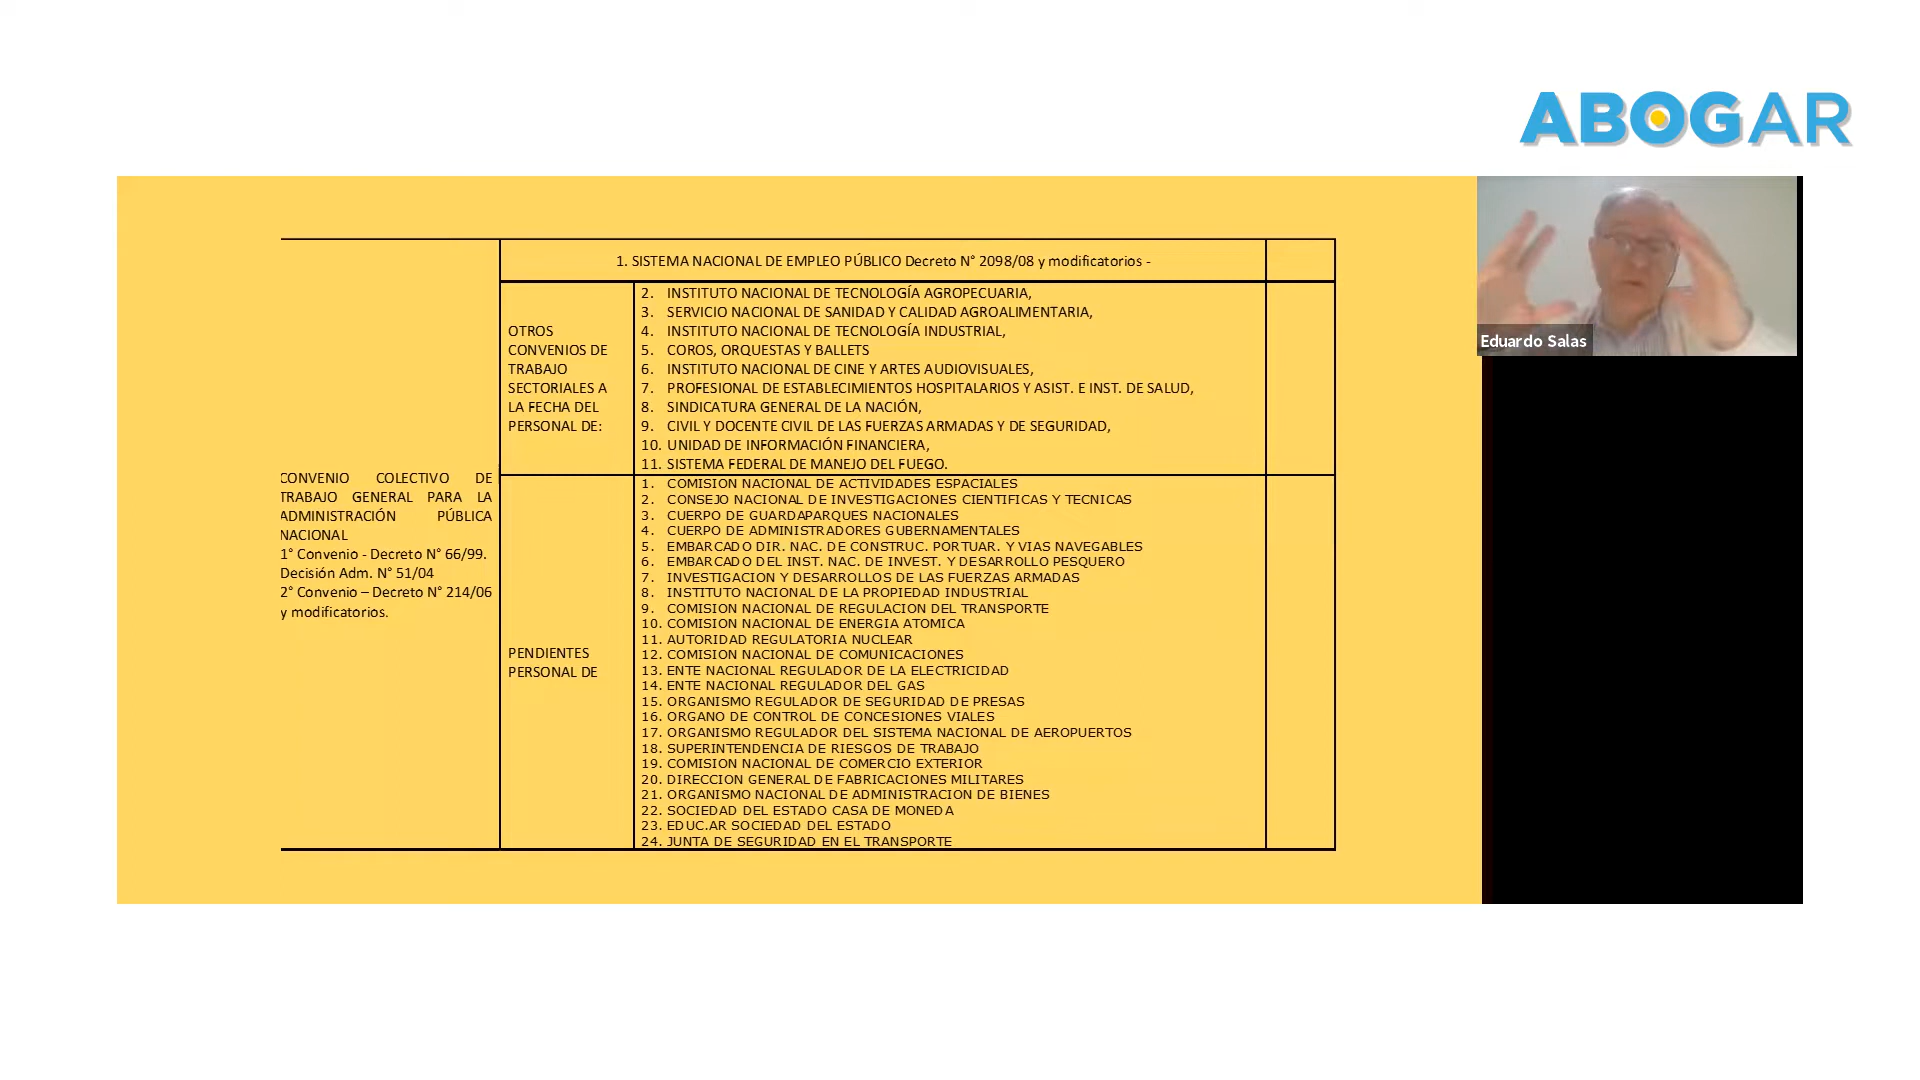 ABOGAR
1. SISTEMA NACIONAL DE EMPLEO PÚBLICO Decreto N° 2098/08 y modificatorios -
CONVENIO COLECTIVO DE
TRABAJO GENERAL PARA LA
ADMINISTRACIÓN PÚBLICA
NACIONAL
1° Convenio - Decreto N° 66/99.
Decisión Adm. N° 51/04
2° Convenio – Decreto N° 214/06
y modificatorios.
OTROS
CONVENIOS DE
TRABAJO
SECTORIALES A
LA FECHA DEL
PERSONAL DE:
2. INSTITUTO NACIONAL DE TECNOLOGÍA AGROPECUARIA,
3. SERVICIO NACIONAL DE SANIDAD Y CALIDAD AGROALIMENTARIA,
4. INSTITUTO NACIONAL DE TECNOLOGÍA INDUSTRIAL,
5. COROS, ORQUESTAS Y BALLETS
6. INSTITUTO NACIONAL DE CINE Y ARTES AUDIOVISUALES,
7. PROFESIONAL DE ESTABLECIMIENTOS HOSPITALARIOS Y ASIST. E INST. DE SALUD,
8. SINDICATURA GENERAL DE LA NACIÓN,
9. CIVIL Y DOCENTE CIVIL DE LAS FUERZAS ARMADAS Y DE SEGURIDAD,
10. UNIDAD DE INFORMACIÓN FINANCIERA,
11. SISTEMA FEDERAL DE MANEJO DEL FUEGO.
PENDIENTES
PERSONAL DE
1. COMISION NACIONAL DE ACTIVIDADES ESPACIALES
2. CONSEJO NACIONAL DE INVESTIGACIONES CIENTIFICAS Y TECNICAS
3. CUERPO DE GUARDAPARQUES NACIONALES
4. CUERPO DE ADMINISTRADORES GUBERNAMENTALES
5. EMBARCADO DIR. NAC. DE CONSTRUC. PORTUAR. Y VIAS NAVEGABLES
6. EMBARCADO DEL INST. NAC. DE INVEST. Y DESARROLLO PESQUERO
7. INVESTIGACION Y DESARROLLOS DE LAS FUERZAS ARMADAS
8. INSTITUTO NACIONAL DE LA PROPIEDAD INDUSTRIAL
9. COMISION NACIONAL DE REGULACION DEL TRANSPORTE
10. COMISION NACIONAL DE ENERGIA ATOMICA
11. AUTORIDAD REGULATORIA NUCLEAR
12. COMISION NACIONAL DE COMUNICACIONES
13. ENTE NACIONAL REGULADOR DE LA ELECTRICIDAD
14. ENTE NACIONAL REGULADOR DEL GAS
15. ORGANISMO REGULADOR DE SEGURIDAD DE PRESAS
16. ORGANO DE CONTROL DE CONCESIONES VIALES
17. ORGANISMO REGULADOR DEL SISTEMA NACIONAL DE AEROPUERTOS
18. SUPERINTENDENCIA DE RIESGOS DE TRABAJO
19. COMISION NACIONAL DE COMERCIO EXTERIOR
20. DIRECCION GENERAL DE FABRICACIONES MILITARES
21. ORGANISMO NACIONAL DE ADMINISTRACION DE BIENES
22. SOCIEDAD DEL ESTADO CASA DE MONEDA
23. EDUC.AR SOCIEDAD DEL ESTADO
24. JUNTA DE SEGURIDAD EN EL TRANSPORTE
Eduardo Salas